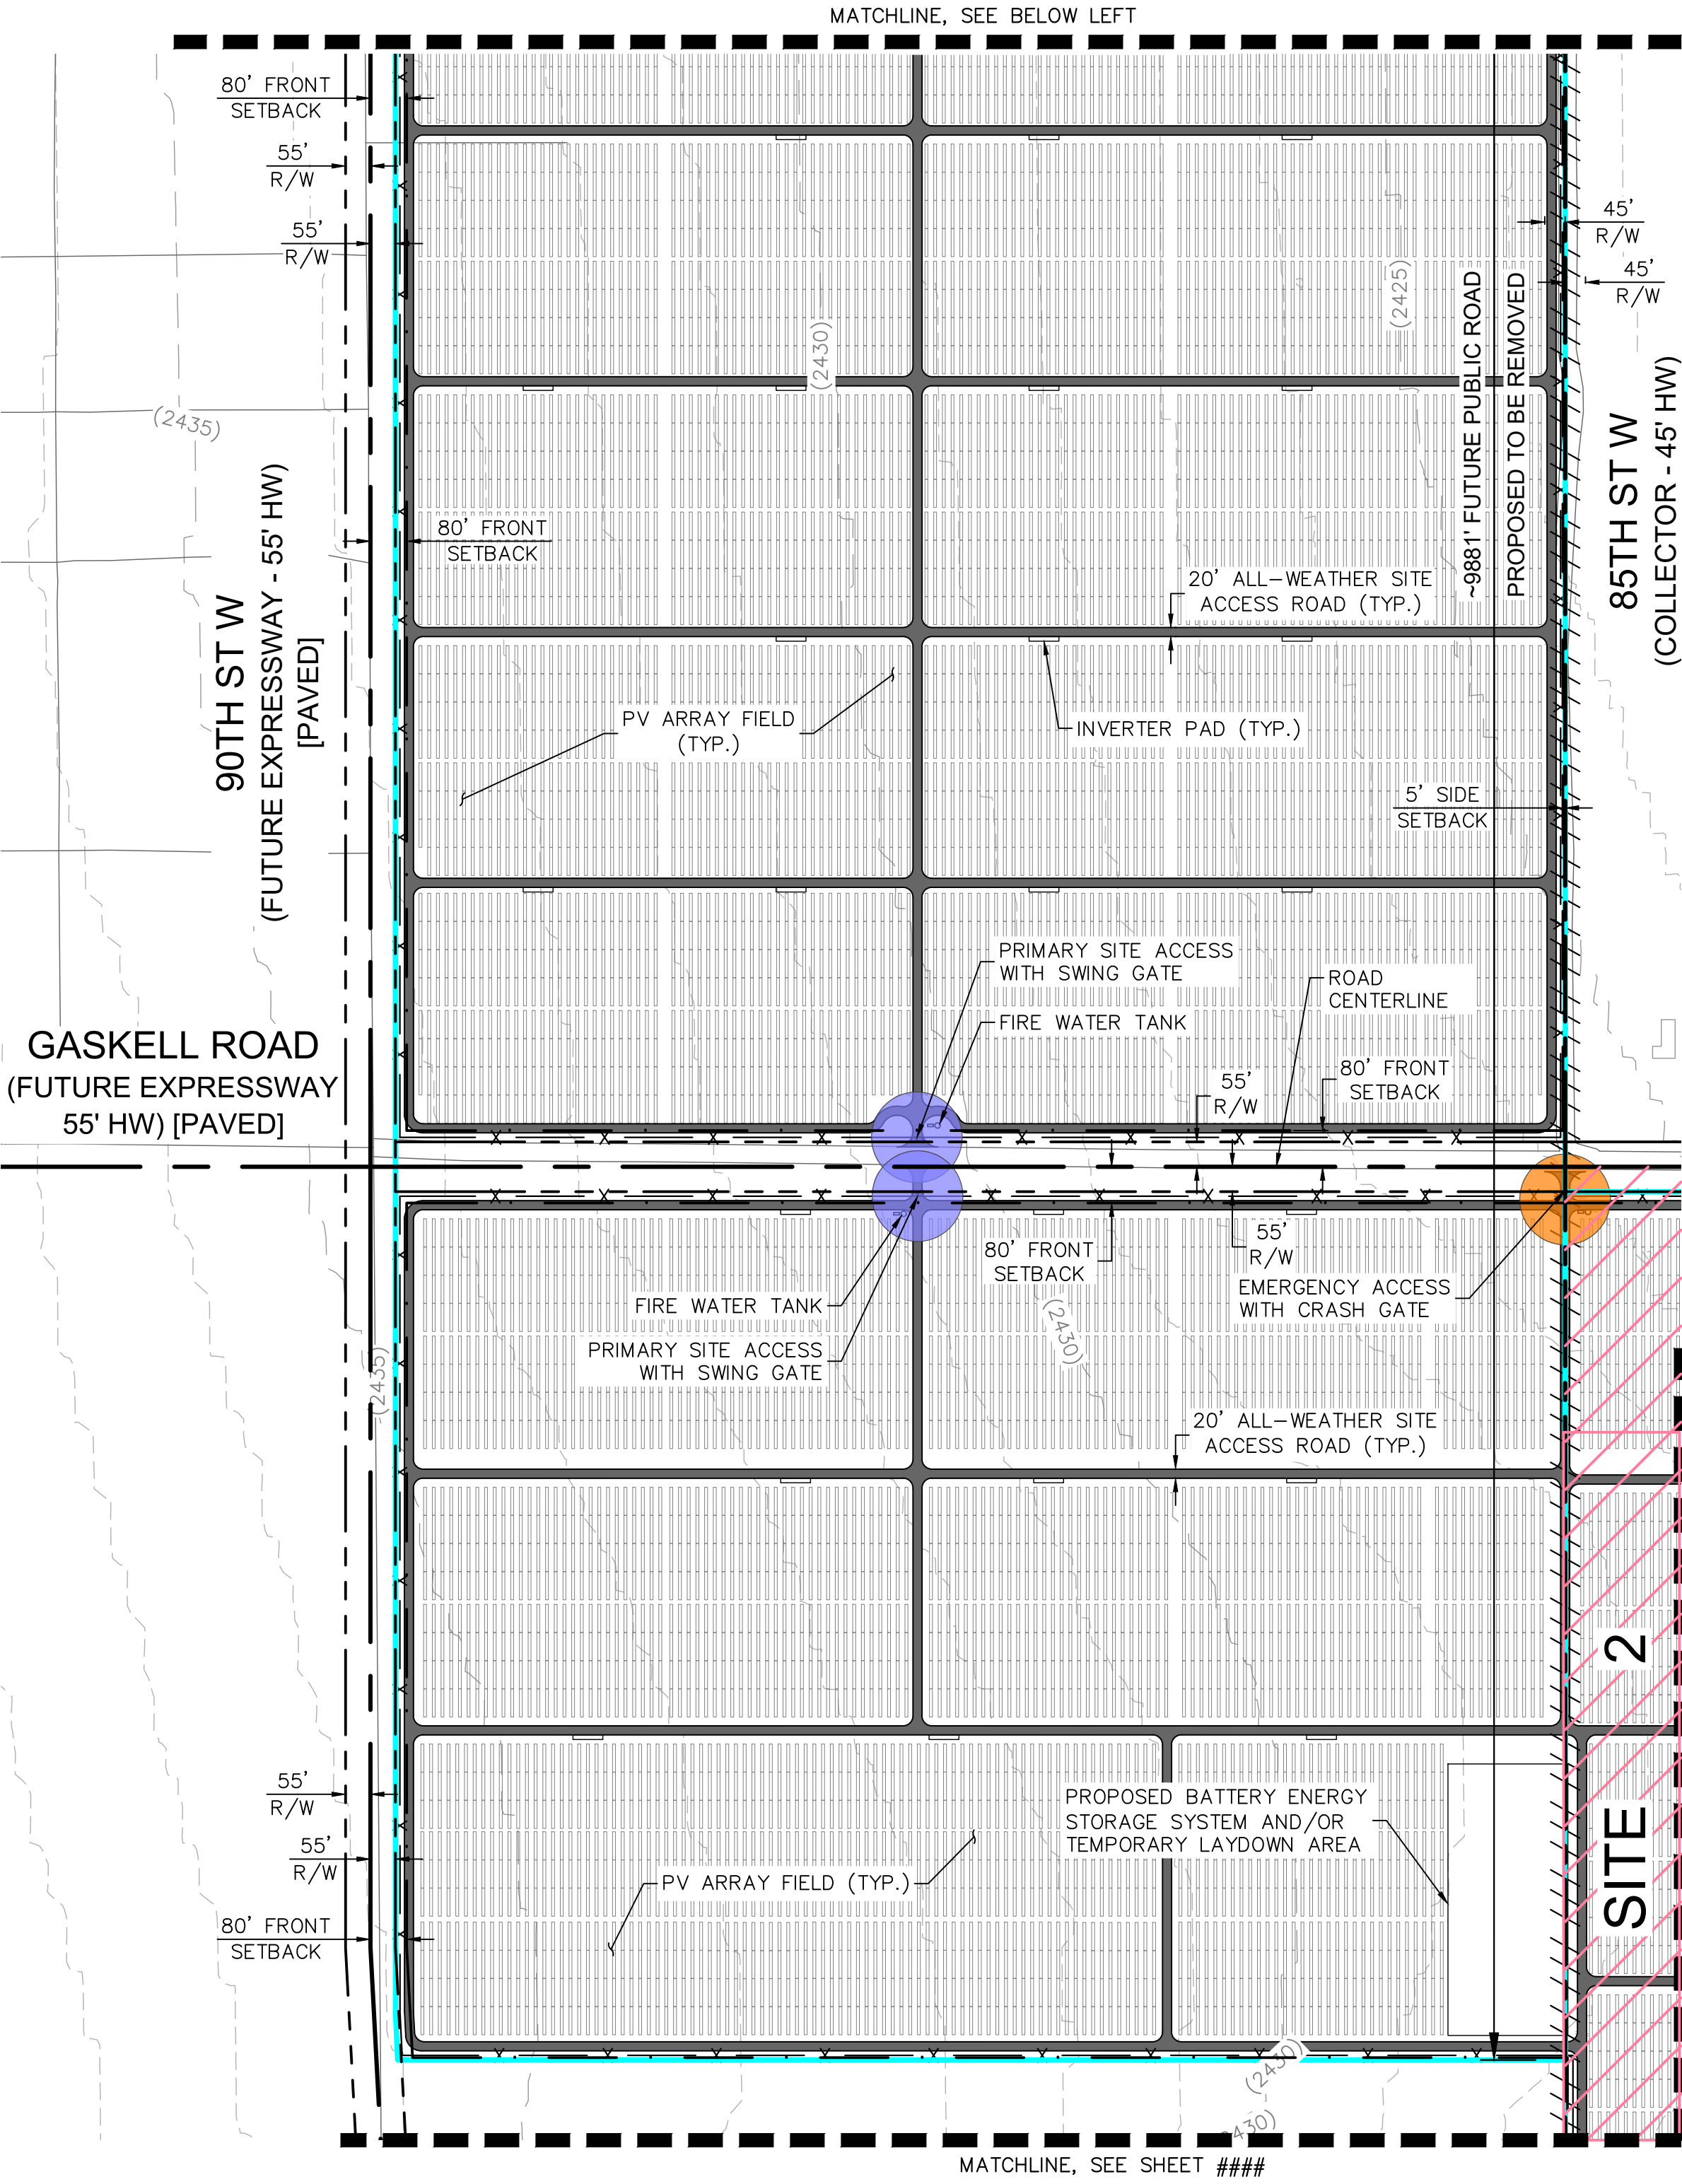 MATCHLINE, SEE BELOW LEFT
80' FRONT
SETBACK
55'
R/W
55'
R/W
45'
R/W
45'
R/W
(2425)
(2430)
(2435)
~9881' FUTURE PUBLIC ROAD
PROPOSED TO BE REMOVED
85TH ST W
(COLLECTOR - 45' HW)
90TH ST W
(FUTURE EXPRESSWAY - 55' HW)
[PAVED]
80' FRONT
SETBACK
20' ALL-WEATHER SITE
ACCESS ROAD (TYP.)
PV ARRAY FIELD
(TYP.)
INVERTER PAD (TYP.)
5' SIDE
SETBACK
PRIMARY SITE ACCESS
WITH SWING GATE
ROAD
CENTERLINE
FIRE WATER TANK
GASKELL ROAD
(FUTURE EXPRESSWAY
55' HW) [PAVED]
55'
R/W
80' FRONT
SETBACK
80' FRONT
SETBACK
55'
R/W
EMERGENCY ACCESS
WITH CRASH GATE
FIRE WATER TANK
PRIMARY SITE ACCESS
WITH SWING GATE
(2430)
(2435)
20' ALL-WEATHER SITE
ACCESS ROAD (TYP.)
55'
R/W
55'
R/W
PROPOSED BATTERY ENERGY
STORAGE SYSTEM AND/OR
TEMPORARY LAYDOWN AREA
PV ARRAY FIELD (TYP.)
SITE 2
80' FRONT
SETBACK
(2430)
2430)
MATCHLINE, SEE SHEET ####